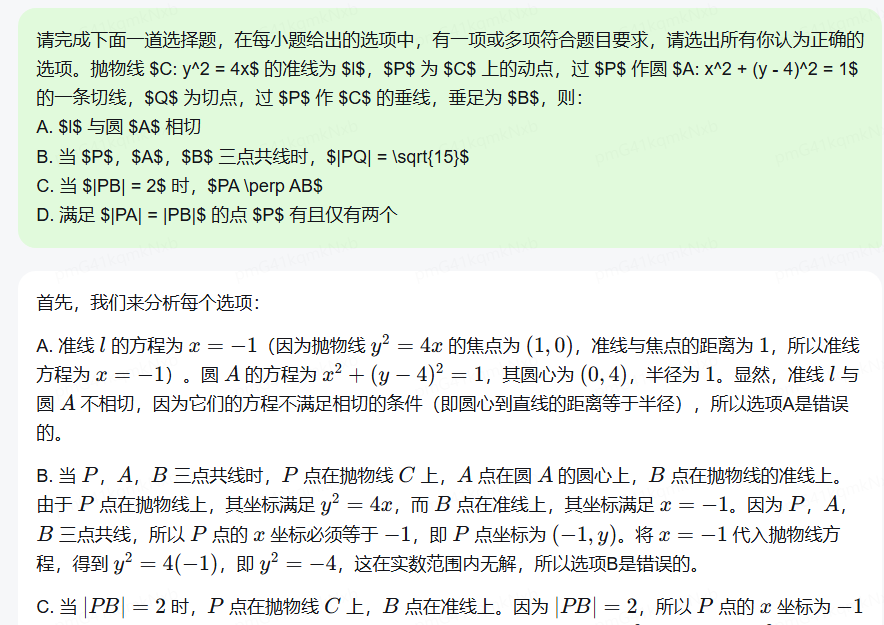 请完成下面一道选择题，在每小题给出的选项中，有一项或多项符合题目要求，请选出所有你认为正确的
选项。抛物线 $C: y^2 = 4x$ 的准线为 $l$，$P$ 为 $C$ 上的动点，过 $P$ 作圆 $A: x^2 + (y - 4)^2 = 1$
的一条切线，$Q$ 为切点，过 $P$ 作 $C$ 的垂线，垂足为 $B$，则：
A. $l$ 与圆 $A$ 相切
B. 当 $P$，$A$，$B$ 三点共线时，$|PQ| = \sqrt{15}$
C. 当 $|PB| = 2$ 时，$PA \perp AB$
D. 满足 $|PA| = |PB|$ 的点 $P$ 有且仅有两个
首先，我们来分析每个选项：
A. 准线 l 的方程为 x = −1（因为抛物线 y² = 4x 的焦点为 (1, 0)，准线与焦点的距离为 1，所以准线
方程为 x = −1）。圆 A 的方程为 x² + (y − 4)² = 1，其圆心为 (0, 4)，半径为 1。显然，准线 l 与
圆 A 不相切，因为它们的方程不满足相切的条件（即圆心到直线的距离等于半径），所以选项A是错误
的。
B. 当 P，A，B 三点共线时，P 点在抛物线 C 上，A 点在圆 A 的圆心上，B 点在抛物线的准线上。
由于 P 点在抛物线上，其坐标满足 y² = 4x，而 B 点在准线上，其坐标满足 x = −1。因为 P，A，
B 三点共线，所以 P 点的 x 坐标必须等于 −1，即 P 点坐标为 (−1, y)。将 x = −1 代入抛物线方
程，得到 y² = 4(−1)，即 y² = −4，这在实数范围内无解，所以选项B是错误的。
C. 当 |PB| = 2 时，P 点在抛物线 C 上，B 点在准线上。因为 |PB| = 2，所以 P 点的 x 坐标为 −1